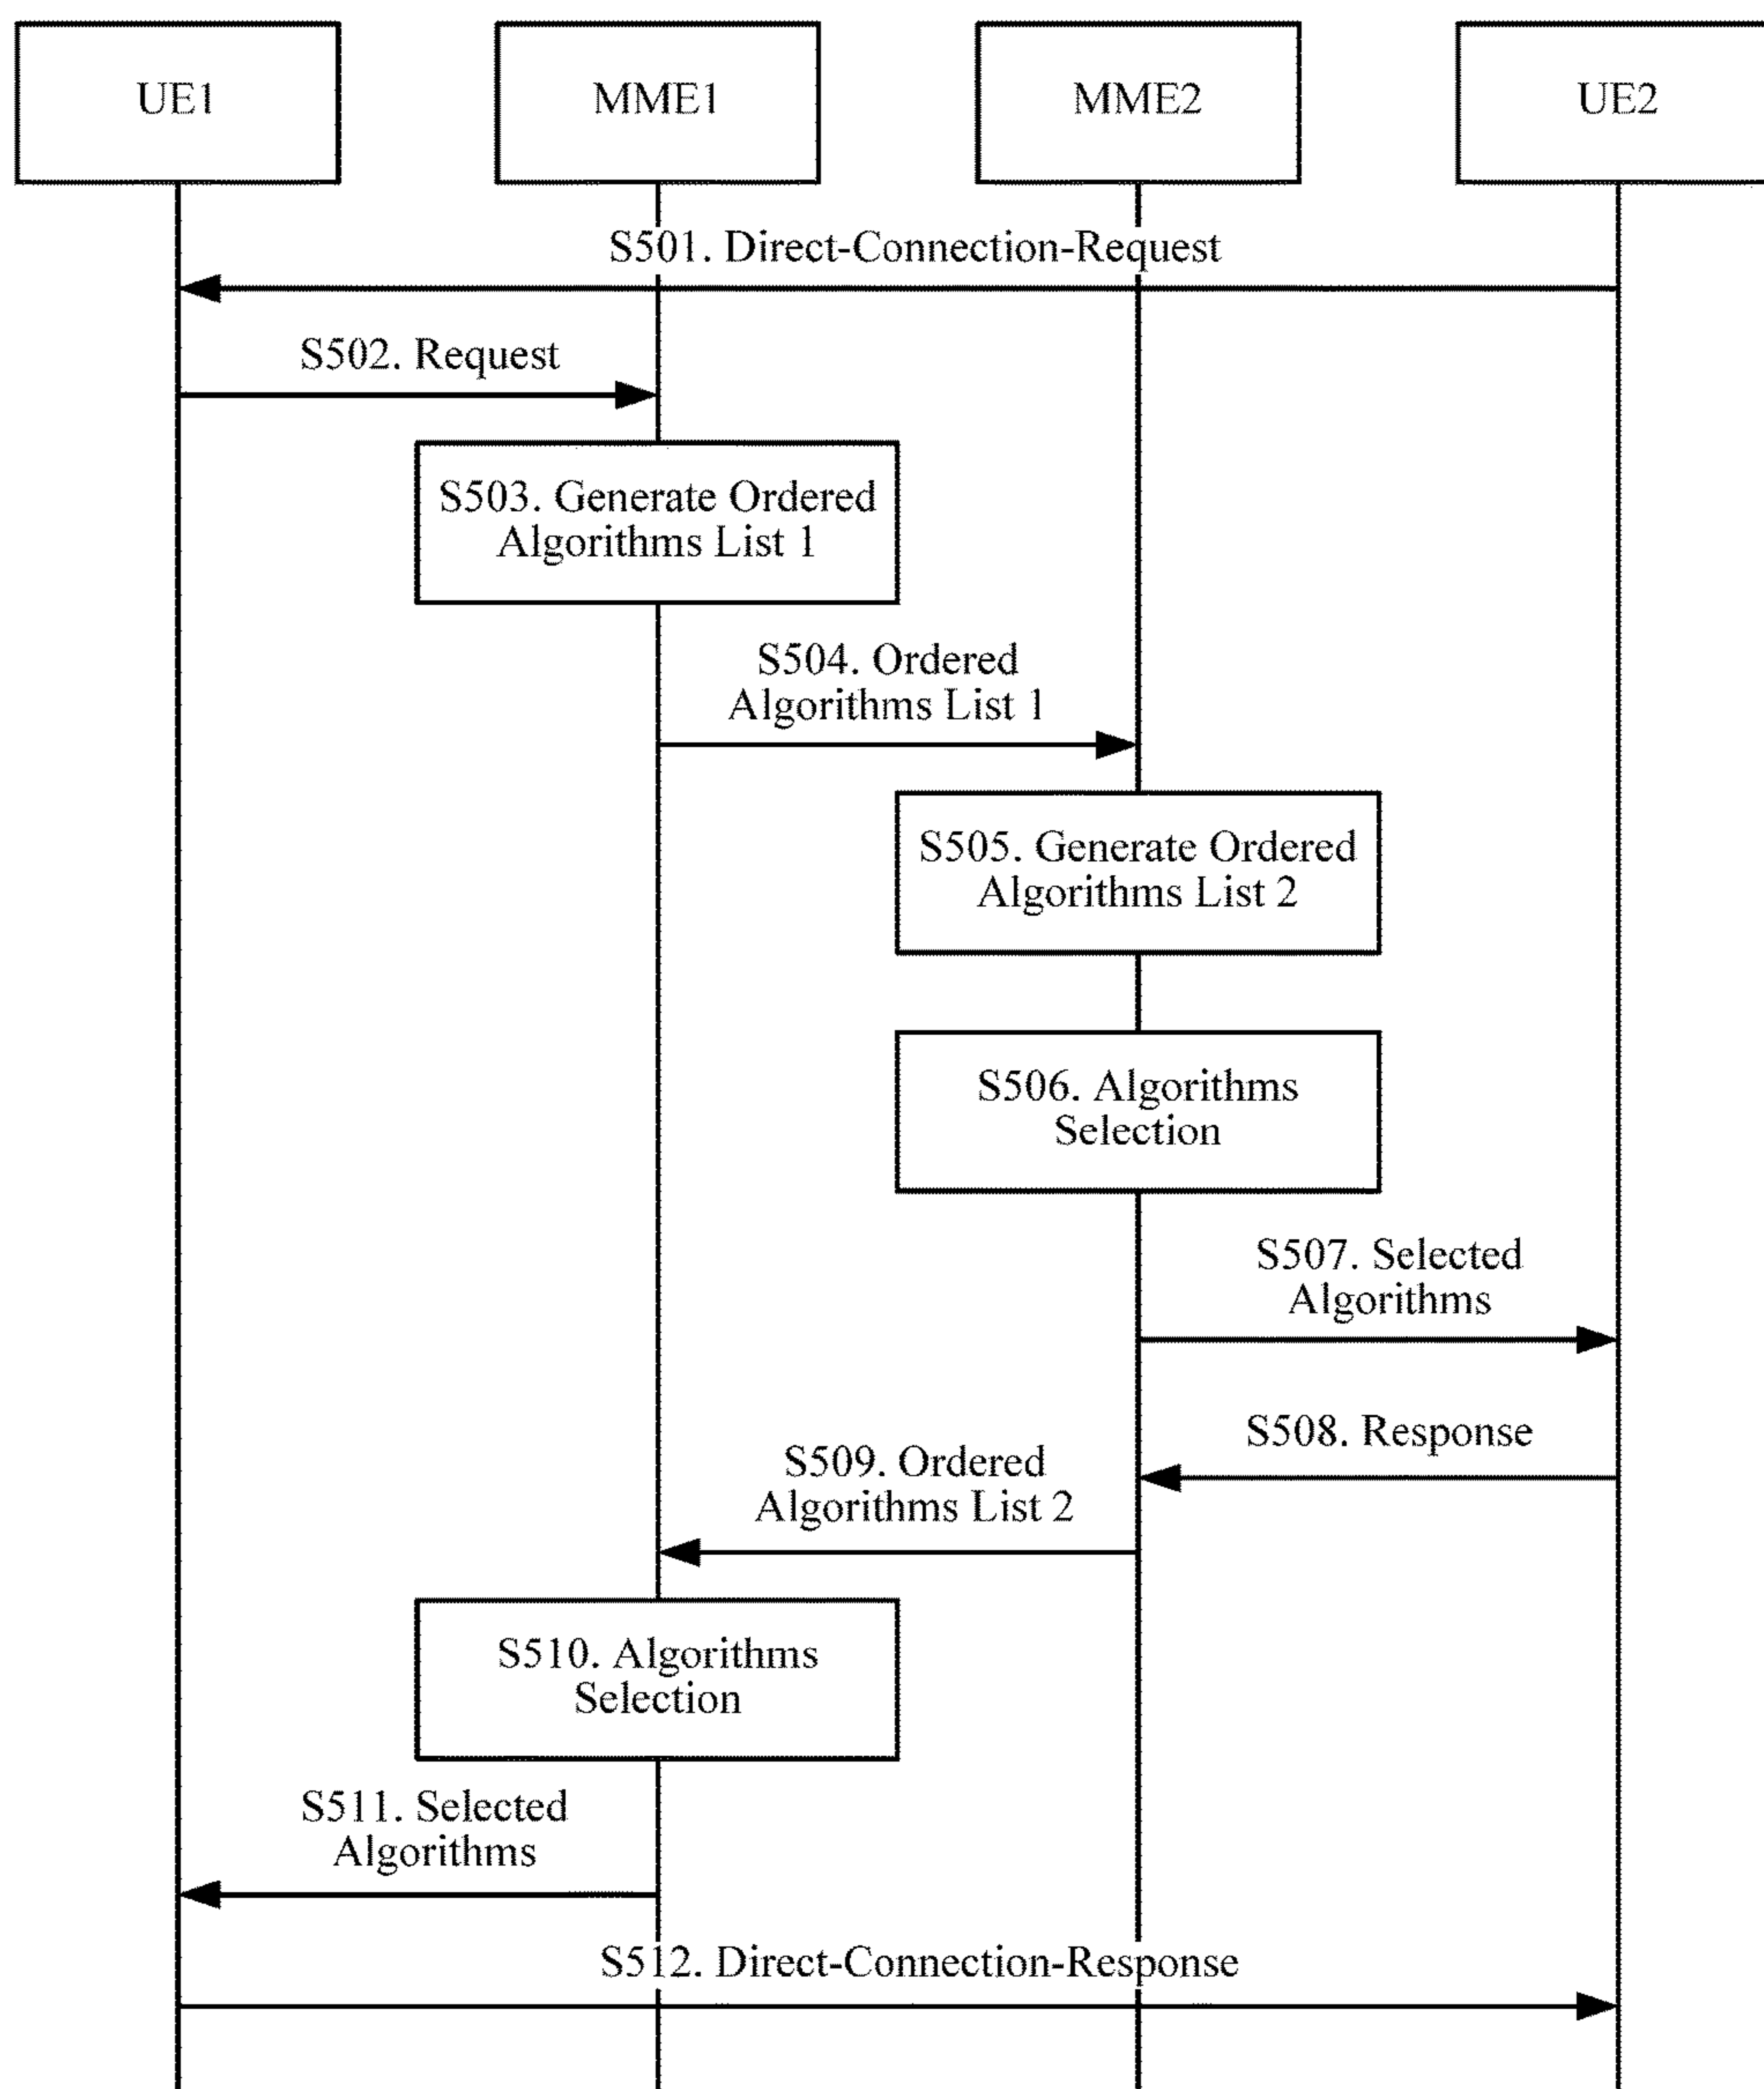 UE1
MME1
MME2
UE2
S501. Direct-Connection-Request
S502. Request
S503. Generate Ordered
Algorithms List 1
S504. Ordered
Algorithms List 1
S505. Generate Ordered
Algorithms List 2
S506. Algorithms
Selection
S507. Selected
Algorithms
S508. Response
S509. Ordered
Algorithms List 2
S510. Algorithms
Selection
S511. Selected
Algorithms
S512. Direct-Connection-Response